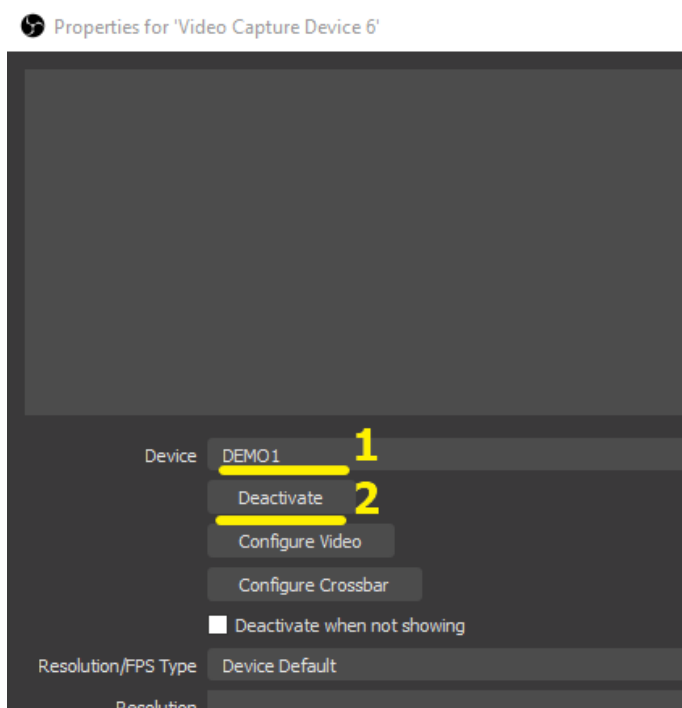 Properties for 'Video Capture Device 6'
Device DEMO1 1
Deactivate 2
Configure Video
Configure Crossbar
Deactivate when not showing
Resolution/FPS Type Device Default
Resolution